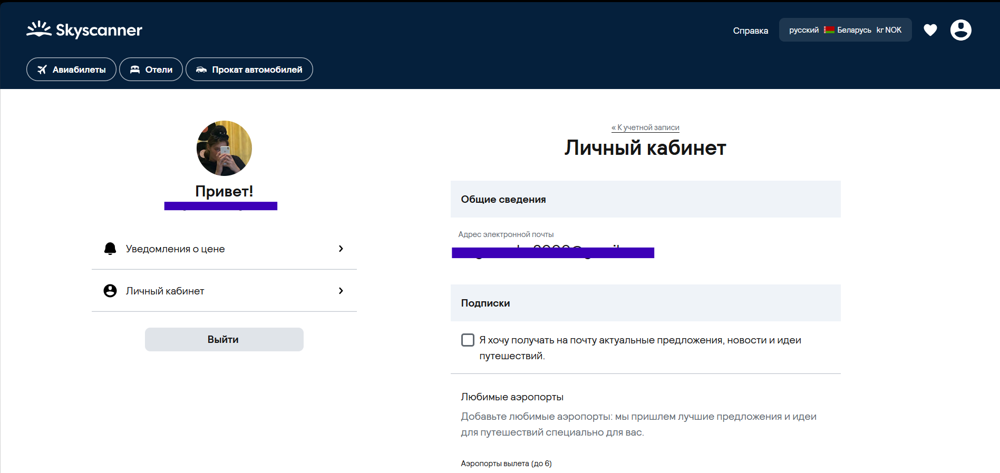 Skyscanner
Справка
русский Беларусь kr NOK
Авиабилеты
Отели
Прокат автомобилей
Привет!
Уведомления о цене
Личный кабинет
Выйти
« К учетной записи
Личный кабинет
Общие сведения
Адрес электронной почты
Подписки
Я хочу получать на почту актуальные предложения, новости и идеи
путешествий.
Любимые аэропорты
Добавьте любимые аэропорты: мы пришлем лучшие предложения и идеи
для путешествий специально для вас.
Аэропорты вылета (до 6)